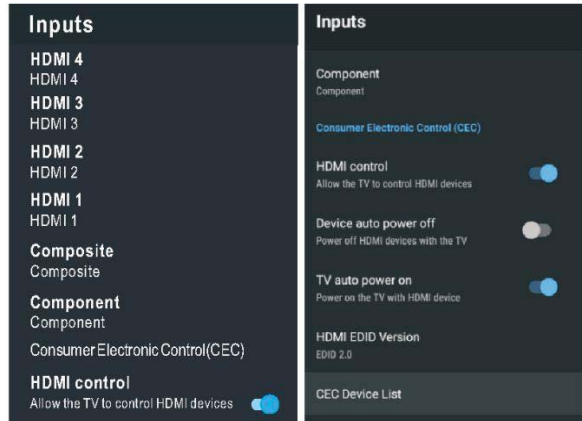 Inputs
HDMI 4
HDMI 4
HDMI 3
HDMI 3
HDMI 2
HDMI 2
HDMI 1
HDMI 1
Composite
Composite
Component
Component
Consumer Electronic Control(CEC)
HDMI control
Allow the TV to control HDMI devices
Inputs
Component
Component
Consumer Electronic Control (CEC)
HDMI control
Allow the TV to control HDMI devices
Device auto power off
Power off HDMI devices with the TV
TV auto power on
Power on the TV with HDMI device
HDMI EDID Version
EDID 2.0
CEC Device List